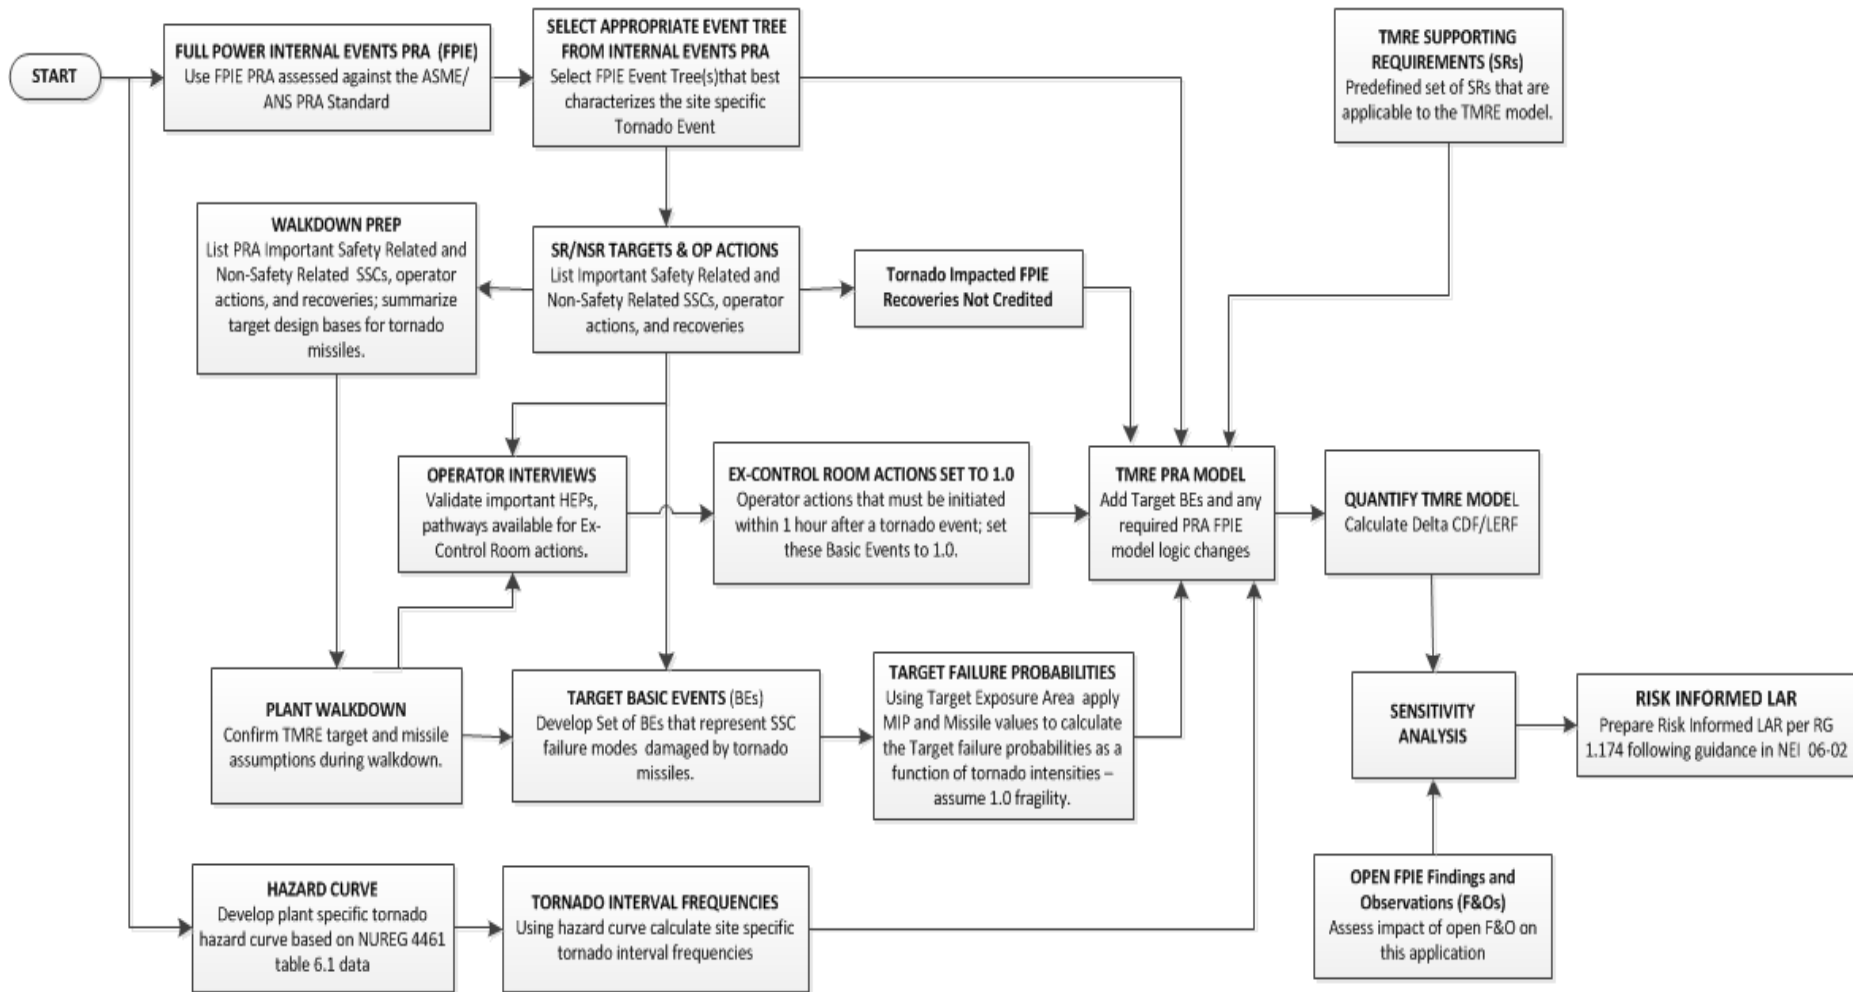 START
FULL POWER INTERNAL EVENTS PRA (FPIE)
Use FPIE PRA assessed against the ASME/
ANS PRA Standard
SELECT APPROPRIATE EVENT TREE
FROM INTERNAL EVENTS PRA
Select FPIE Event Tree(s)that best
characterizes the site specific
Tornado Event
TMRE SUPPORTING
REQUIREMENTS (SRs)
Predefined set of SRs that are
applicable to the TMRE model.
WALKDOWN PREP
List PRA Important Safety Related and
Non-Safety Related SSCs, operator
actions, and recoveries; summarize
target design bases for tornado
missiles.
SR/NSR TARGETS & OP ACTIONS
List Important Safety Related and
Non-Safety Related SSCs, operator
actions, and recoveries
Tornado Impacted FPIE
Recoveries Not Credited
OPERATOR INTERVIEWS
Validate important HEPs,
pathways available for Ex-
Control Room actions.
EX-CONTROL ROOM ACTIONS SET TO 1.0
Operator actions that must be initiated
within 1 hour after a tornado event; set
these Basic Events to 1.0.
TMRE PRA MODEL
Add Target BEs and any
required PRA FPIE
model logic changes
QUANTIFY TMRE MODEL
Calculate Delta CDF/LERF
PLANT WALKDOWN
Confirm TMRE target and missile
assumptions during walkdown.
TARGET BASIC EVENTS (BEs)
Develop Set of BEs that represent SSC
failure modes damaged by tornado
missiles.
TARGET FAILURE PROBABILITIES
Using Target Exposure Area apply
MIP and Missile values to calculate
the Target failure probabilities as a
function of tornado intensities –
assume 1.0 fragility.
SENSITIVITY
ANALYSIS
RISK INFORMED LAR
Prepare Risk Informed LAR per RG
1.174 following guidance in NEI 06-02
HAZARD CURVE
Develop plant specific tornado
hazard curve based on NUREG 4461
table 6.1 data
TORNADO INTERVAL FREQUENCIES
Using hazard curve calculate site specific
tornado interval frequencies
OPEN FPIE Findings and
Observations (F&Os)
Assess impact of open F&O on
this application